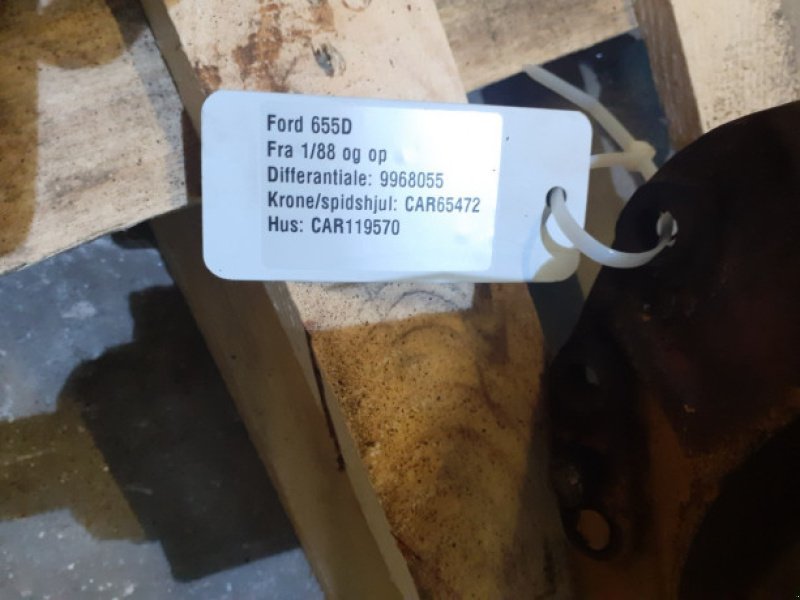 Ford 655D
Fra 1/88 og op
Differantiale: 9968055
Krone/spidshjul: CAR65472
Hus: CAR119570